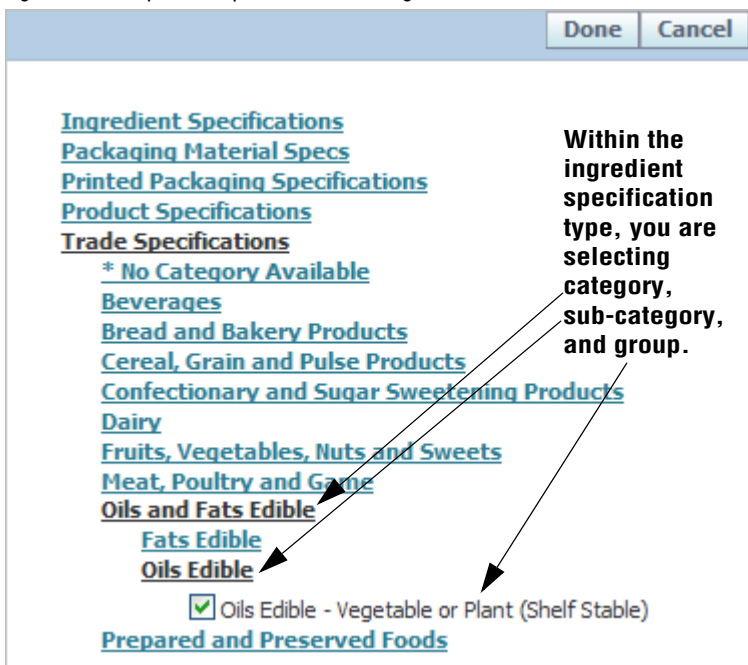 Done Cancel
Ingredient Specifications
Packaging Material Specs
Printed Packaging Specifications
Product Specifications
Trade Specifications
* No Category Available
Beverages
Bread and Bakery Products
Cereal, Grain and Pulse Products
Confectionary and Sugar Sweetening Products
Dairy
Fruits, Vegetables, Nuts and Sweets
Meat, Poultry and Game
Oils and Fats Edible
Fats Edible
Oils Edible
Oils Edible - Vegetable or Plant (Shelf Stable)
Prepared and Preserved Foods
Within the
ingredient
specification
type, you are
selecting
category,
sub-category,
and group.